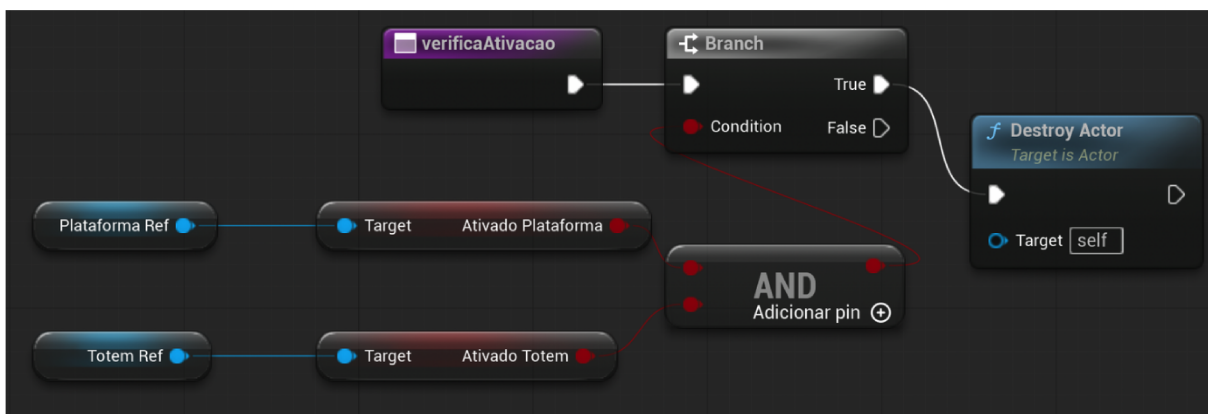 verificaAtivacao
Branch
True
Condition
False
f Destroy Actor
Target is Actor
Target self
Plataforma Ref
Target
Ativado Plataforma
AND
Adicionar pin
Totem Ref
Target
Ativado Totem